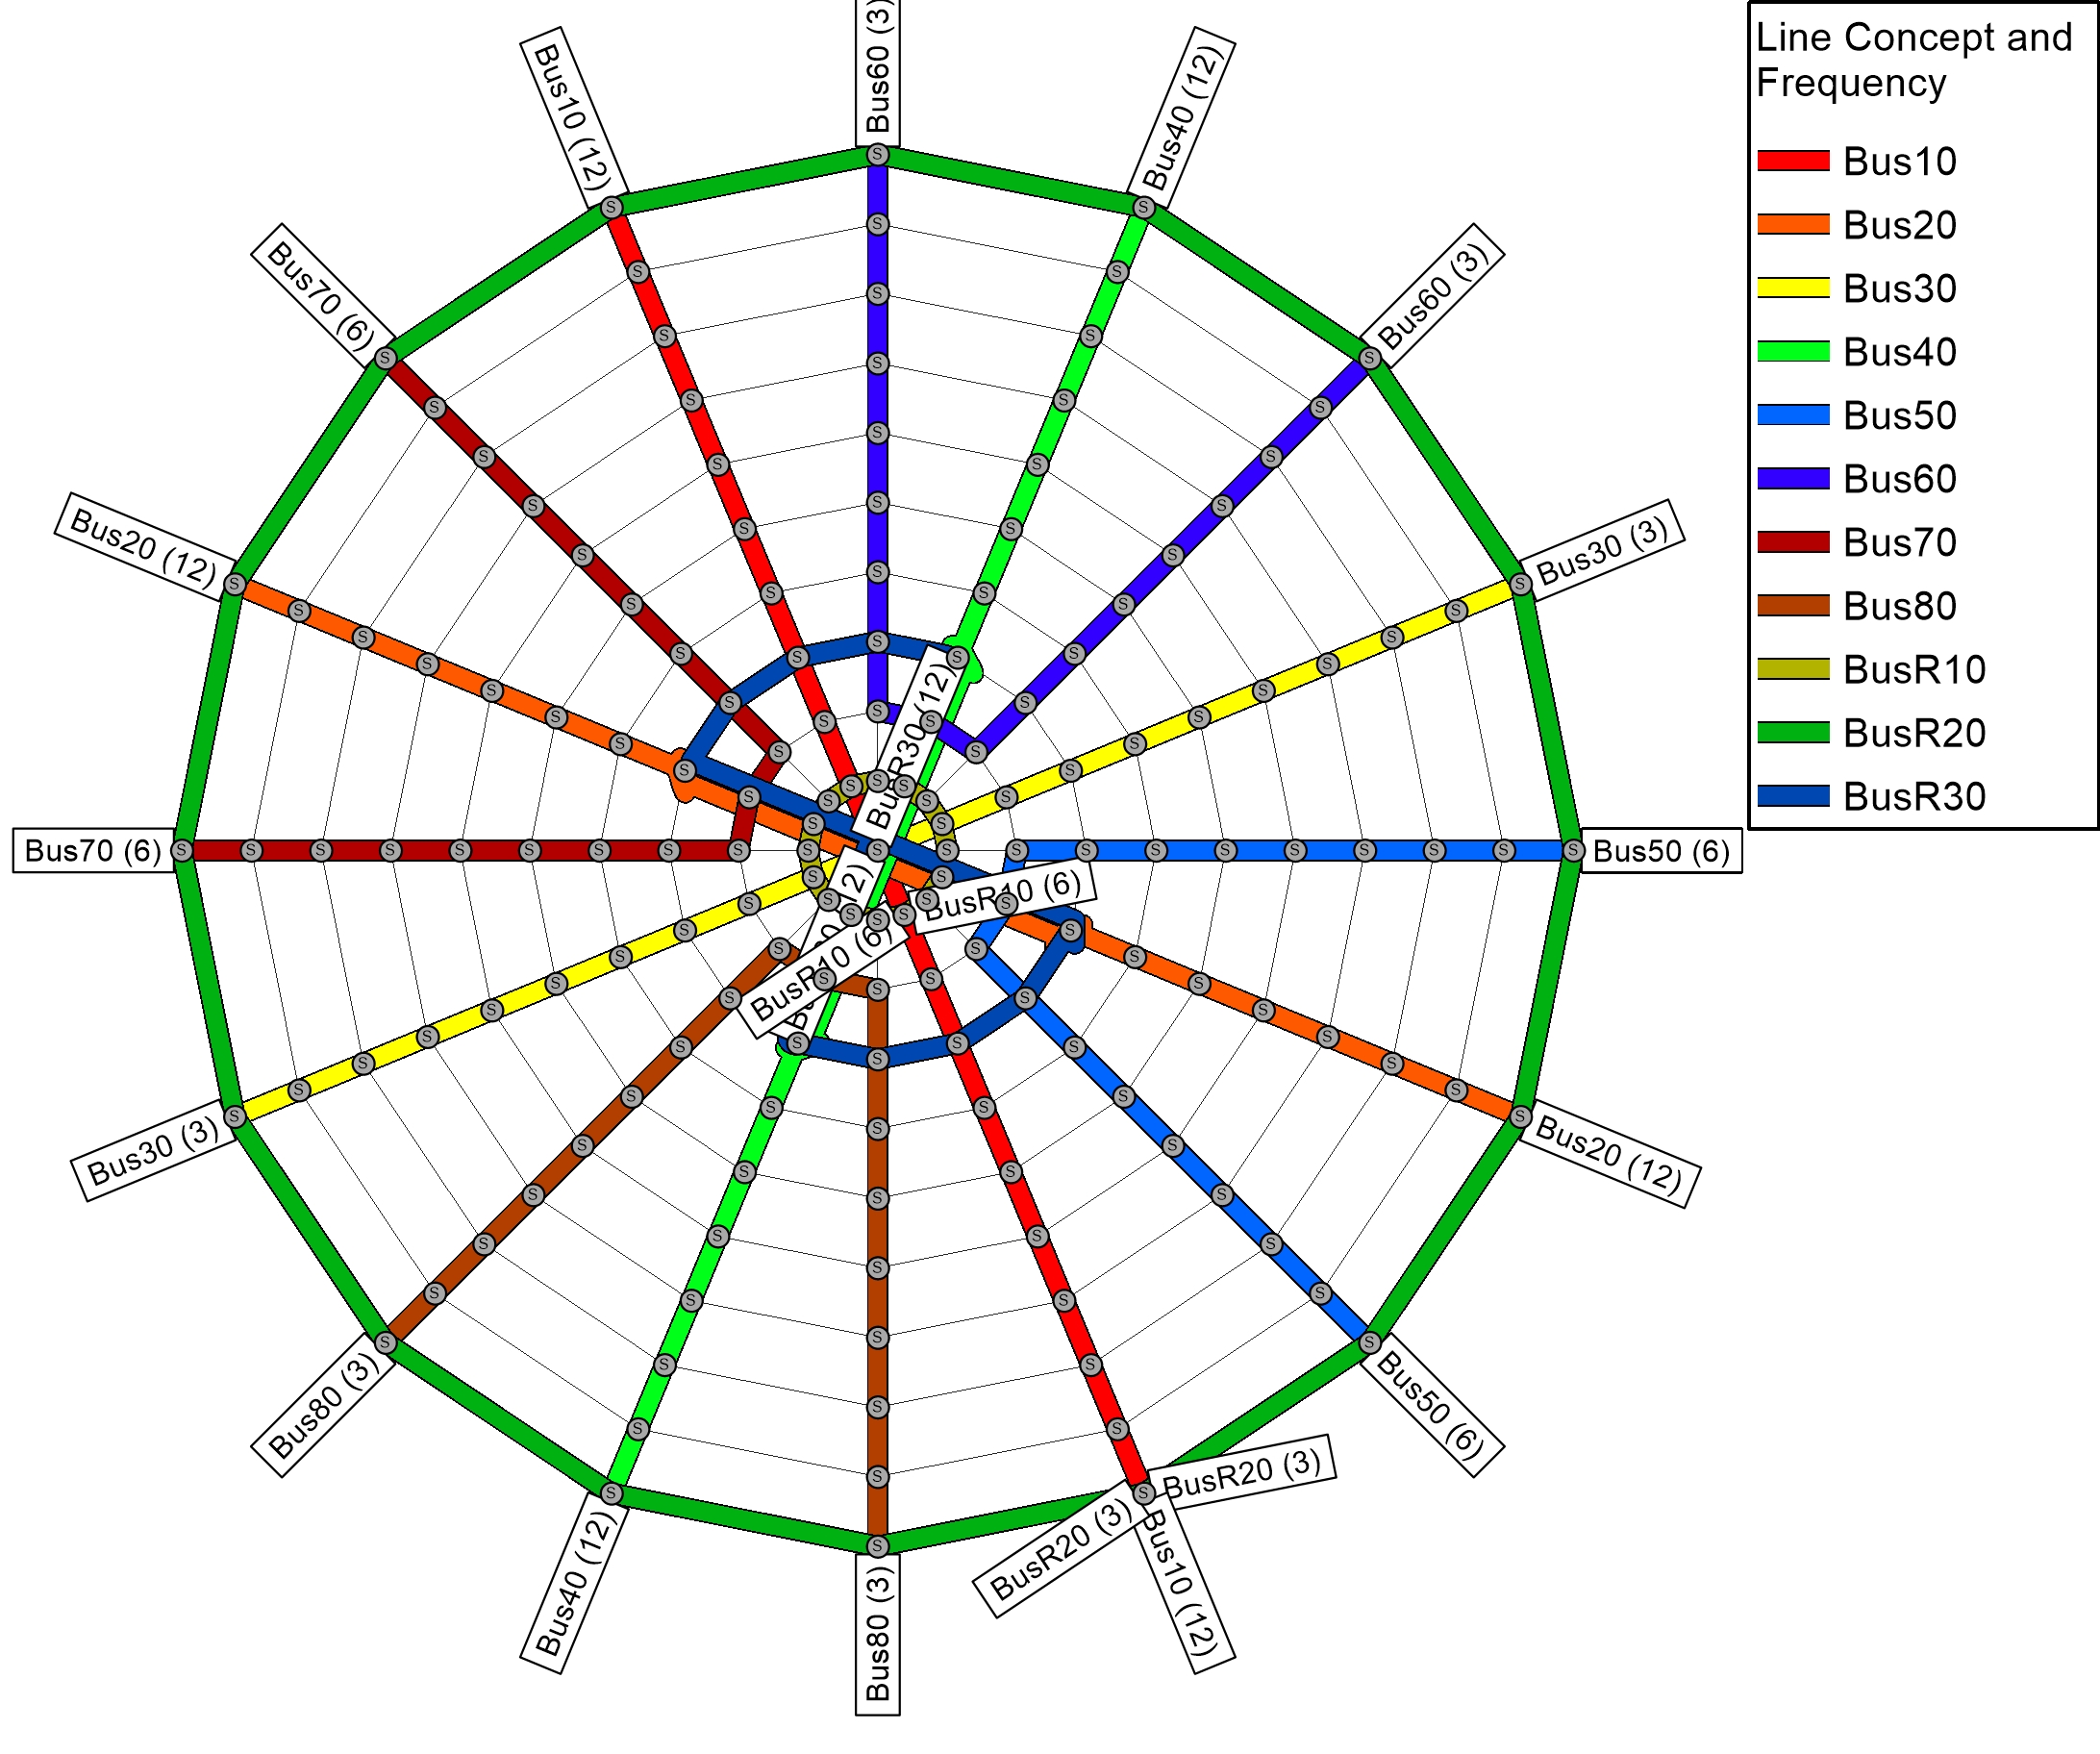 Bus60 (3)
Bus10 (12)
Bus40 (12)
Bus70 (6)
Bus60 (3)
Bus20 (12)
Bus30 (3)
Bus70 (6)
Bus50 (6)
BusR30 (12)
BusR10 (6)
BusR10 (6)
Bus30 (3)
Bus20 (12)
Bus80 (3)
Bus50 (6)
Bus40 (12)
Bus80 (3)
BusR20 (3)
BusR20 (3)
Bus10 (12)
Line Concept and
Frequency
Bus10
Bus20
Bus30
Bus40
Bus50
Bus60
Bus70
Bus80
BusR10
BusR20
BusR30